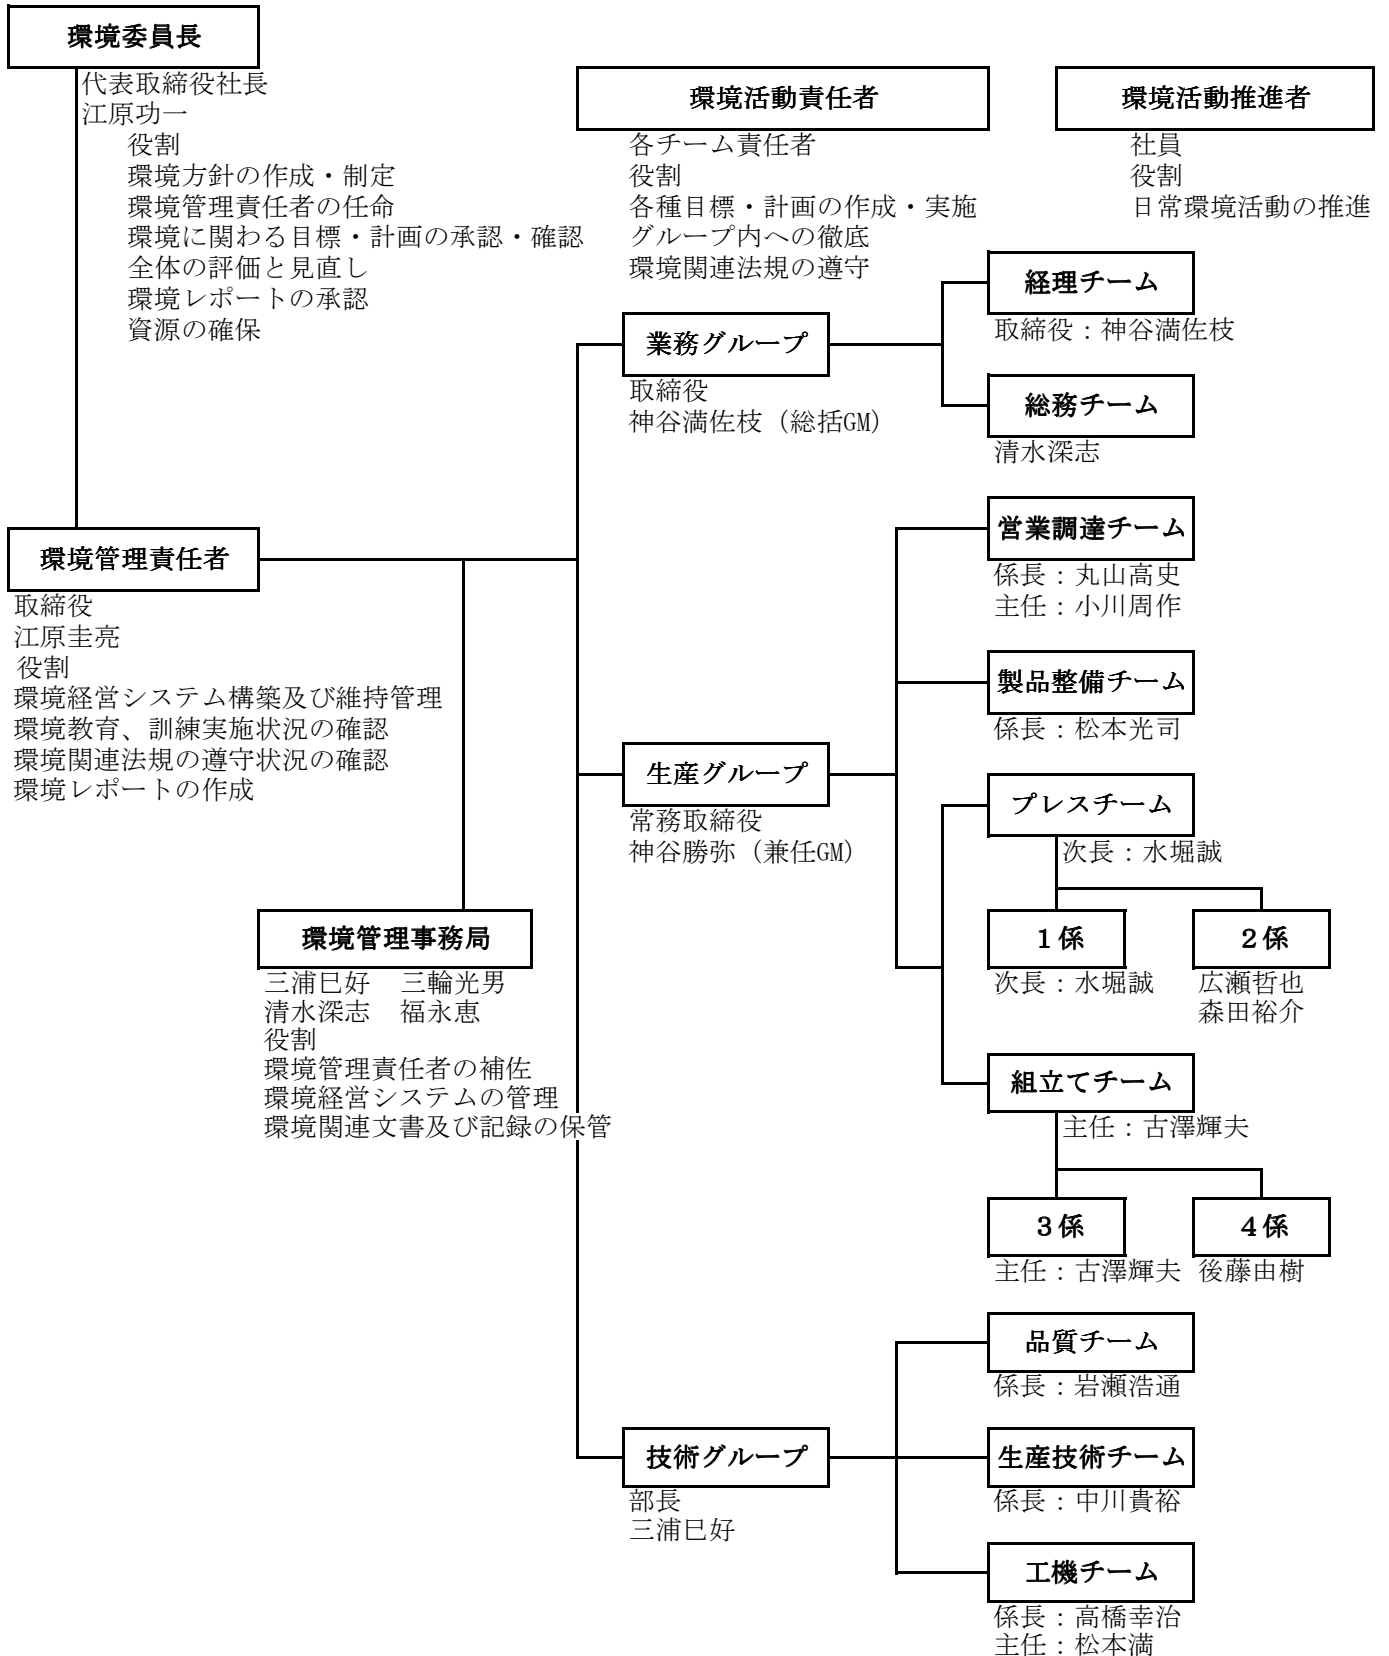 環境委員長
代表取締役社長
江原功一
役割
環境方針の作成・制定
環境管理責任者の任命
環境に関わる目標・計画の承認・確認
全体の評価と見直し
環境レポートの承認
資源の確保
環境活動責任者
各チーム責任者
役割
各種目標・計画の作成・実施
グループ内への徹底
環境関連法規の遵守
環境活動推進者
社員
役割
日常環境活動の推進
環境管理責任者
取締役
江原圭亮
役割
環境経営システム構築及び維持管理
環境教育、訓練実施状況の確認
環境関連法規の遵守状況の確認
環境レポートの作成
環境管理事務局
三浦巳好　三輪光男
清水深志　福永恵
役割
環境管理責任者の補佐
環境経営システムの管理
環境関連文書及び記録の保管
業務グループ
取締役
神谷満佐枝（総括GM）
経理チーム
取締役：神谷満佐枝
総務チーム
清水深志
生産グループ
常務取締役
神谷勝弥（兼任GM）
営業調達チーム
係長：丸山高史
主任：小川周作
製品整備チーム
係長：松本光司
プレスチーム
次長：水堀誠
１係
次長：水堀誠
２係
広瀬哲也
森田裕介
組立てチーム
主任：古澤輝夫
３係
主任：古澤輝夫
４係
後藤由樹
技術グループ
部長
三浦巳好
品質チーム
係長：岩瀬浩通
生産技術チーム
係長：中川貴裕
工機チーム
係長：高橋幸治
主任：松本満